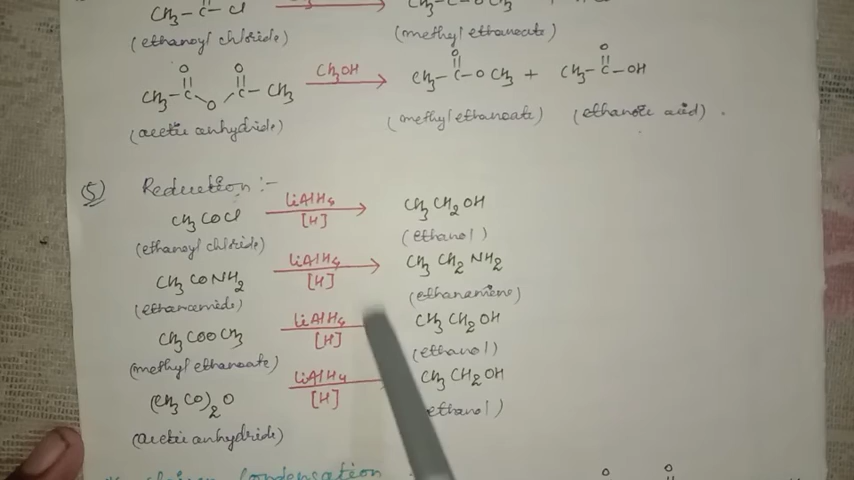 CH3 - C - Cl
(ethanoyl chloride) (methyl ethanoate)
O O CH3OH O O
CH3 - C O C - CH3 CH3 - C - O CH3 + CH3 - C - OH
(acetic anhydride) (methyl ethanoate) (ethanoic acid) .
(5) Reduction :-
CH3COCl LiAlH4 [H] CH3CH2OH
(ethanoyl chloride) (ethanol)
CH3CONH2 LiAlH4 [H] CH3CH2NH2
(ethanamide) (ethanamine)
CH3COOCH3 LiAlH4 [H] CH3CH2OH
(methyl ethanoate) (ethanol)
(CH3CO)2O LiAlH4 [H] CH3CH2OH
(acetic anhydride) ethanol)
Condensation
O O